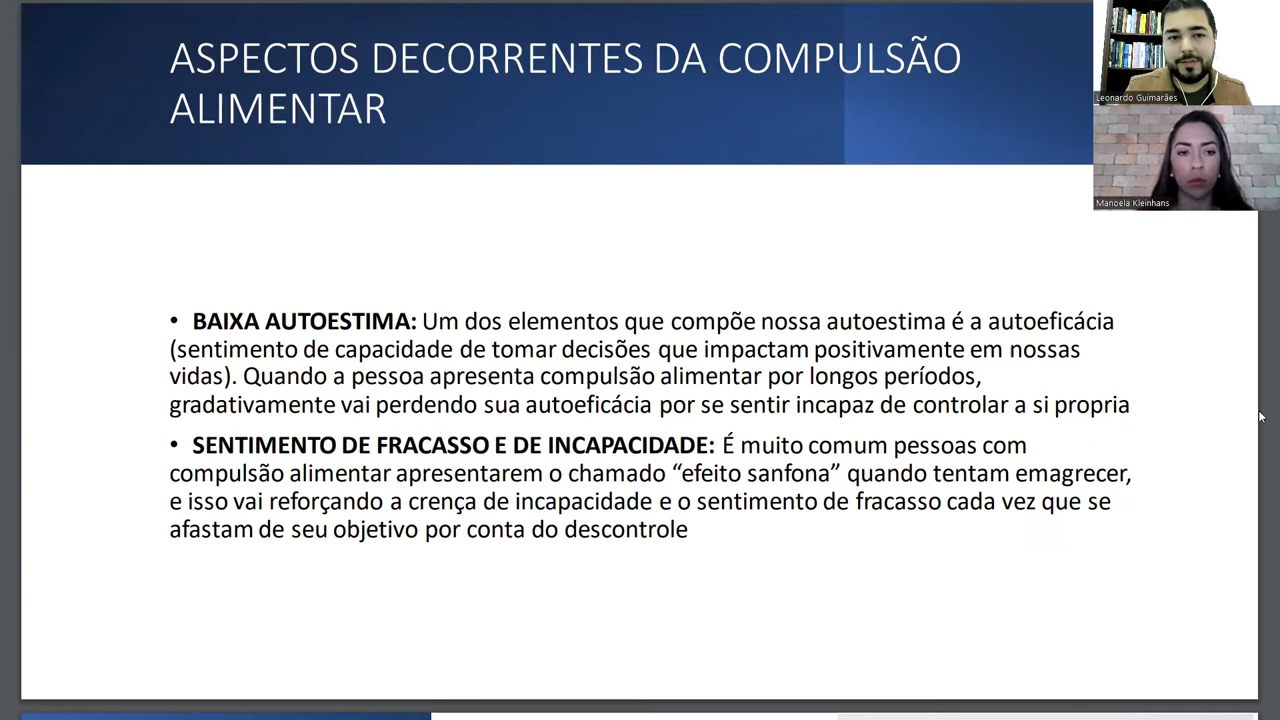 ASPECTOS DECORRENTES DA COMPULSÃO
ALIMENTAR
Leonardo Guimarães
Manoela Kleinhans
• BAIXA AUTOESTIMA: Um dos elementos que compõe nossa autoestima é a autoeficácia
(sentimento de capacidade de tomar decisões que impactam positivamente em nossas
vidas). Quando a pessoa apresenta compulsão alimentar por longos períodos,
gradativamente vai perdendo sua autoeficácia por se sentir incapaz de controlar a si propria
• SENTIMENTO DE FRACASSO E DE INCAPACIDADE: É muito comum pessoas com
compulsão alimentar apresentarem o chamado “efeito sanfona” quando tentam emagrecer,
e isso vai reforçando a crença de incapacidade e o sentimento de fracasso cada vez que se
afastam de seu objetivo por conta do descontrole